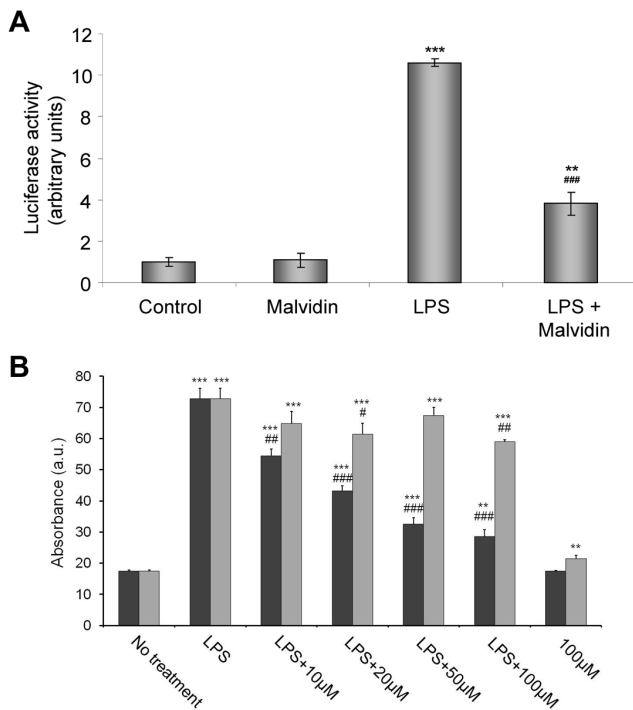 A
Luciferase activity
(arbitrary units)
12
10
8
6
4
2
0
***
**
###
Control
Malvidin
LPS
LPS +
Malvidin
B
Absorbance (a.u.)
80
70
60
50
40
30
20
10
0
*** ***
***
##
***
***
###
***
#
***
###
***
**
###
***
##
**
No treatment
LPS
LPS+10µM
LPS+20µM
LPS+50µM
LPS+100µM
100µM